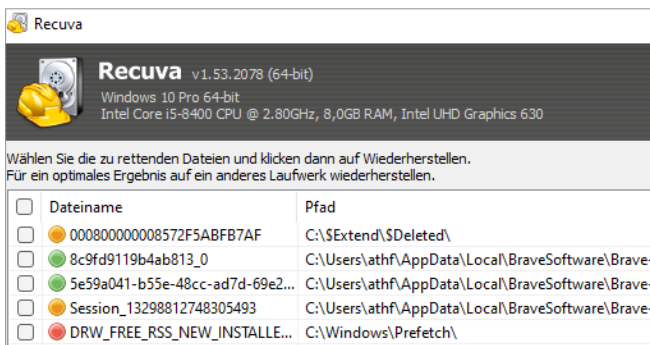 Recuva
Recuva v1.53.2078 (64-bit)
Windows 10 Pro 64-bit
Intel Core i5-8400 CPU @ 2.80GHz, 8,0GB RAM, Intel UHD Graphics 630
Wählen Sie die zu rettenden Dateien und klicken dann auf Wiederherstellen.
Für ein optimales Ergebnis auf ein anderes Laufwerk wiederherstellen.
Dateiname Pfad
000800000008572F5ABFB7AF C:\$Extend\$Deleted\
8c9fd9119b4ab813_0 C:\Users\athf\AppData\Local\BraveSoftware\Brave-
5e59a041-b55e-48cc-ad7d-69e2... C:\Users\athf\AppData\Local\BraveSoftware\Brave-
Session_13298812748305493 C:\Users\athf\AppData\Local\BraveSoftware\Brave-
DRW_FREE_RSS_NEW_INSTALLE... C:\Windows\Prefetch\